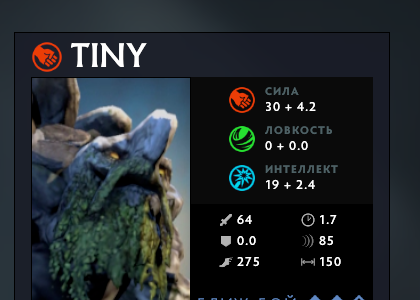 TINY
СИЛА
30 + 4.2
ЛОВКОСТЬ
0 + 0.0
ИНТЕЛЛЕКТ
19 + 2.4
64 1.7
0.0 85
275 150